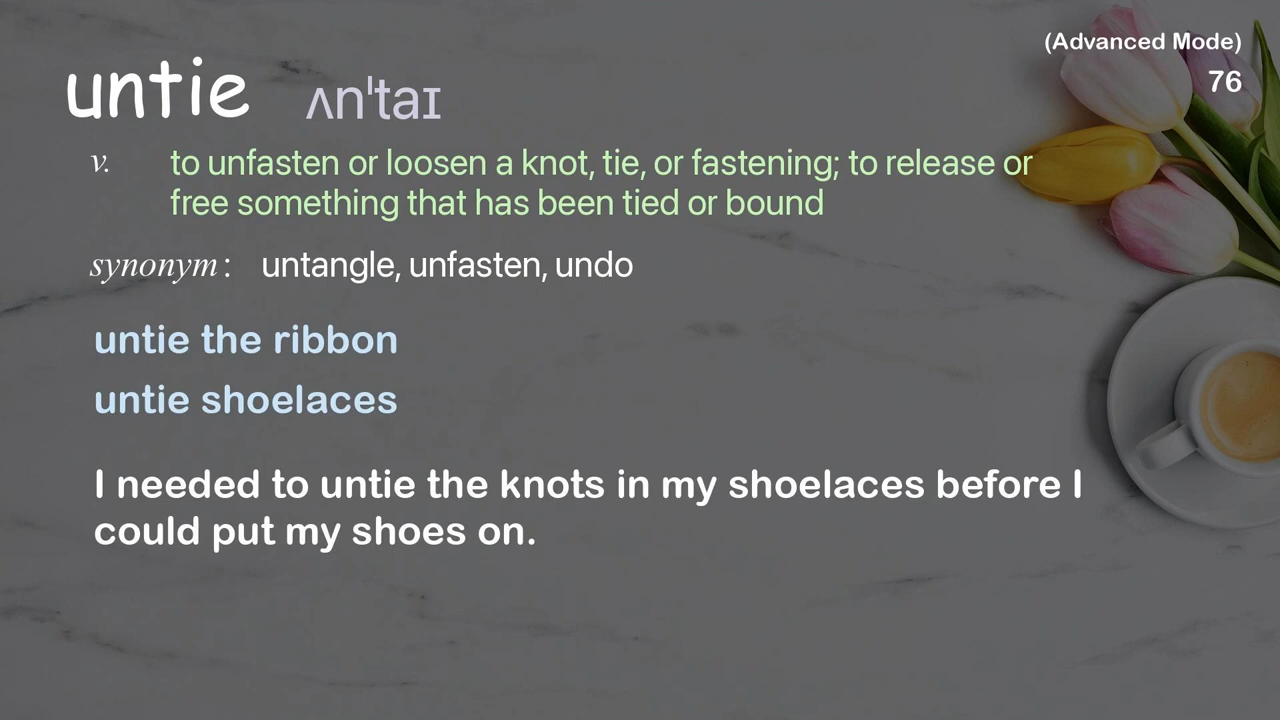 (Advanced Mode)
76
untie ʌnˈtaɪ
v. to unfasten or loosen a knot, tie, or fastening; to release or
free something that has been tied or bound
synonym: untangle, unfasten, undo
untie the ribbon
untie shoelaces
I needed to untie the knots in my shoelaces before I
could put my shoes on.